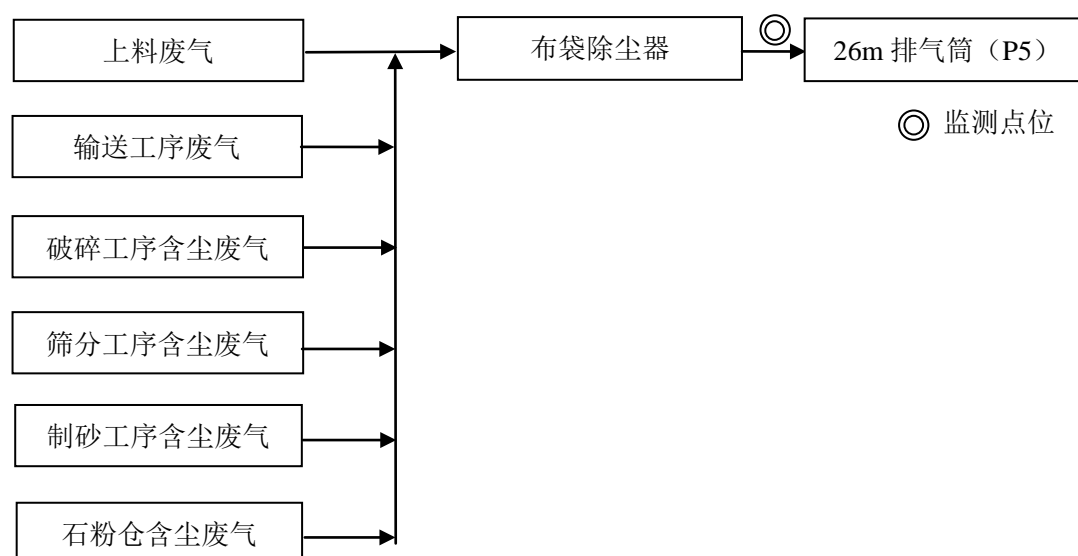 上料废气
布袋除尘器
26m 排气筒（P5）
监测点位
输送工序废气
破碎工序含尘废气
筛分工序含尘废气
制砂工序含尘废气
石粉仓含尘废气